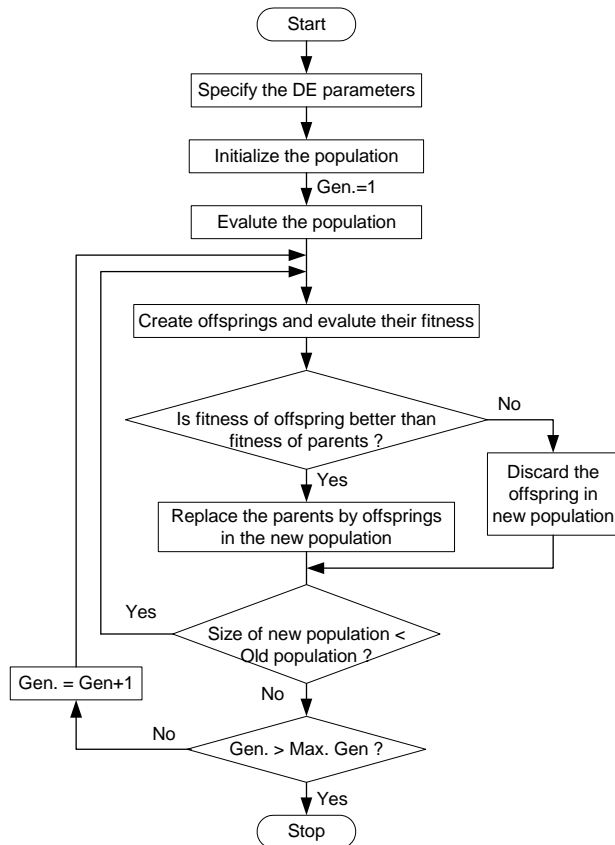 Start
Specify the DE parameters
Initialize the population
Gen.=1
Evalute the population
Create offsprings and evaluate their fitness
Is fitness of offspring better than
fitness of parents ?
No
Yes
Discard the
offspring in
new population
Replace the parents by offsprings
in the new population
Yes
Size of new population <
Old population ?
Gen. = Gen+1
No
No
Gen. > Max. Gen ?
Yes
Stop